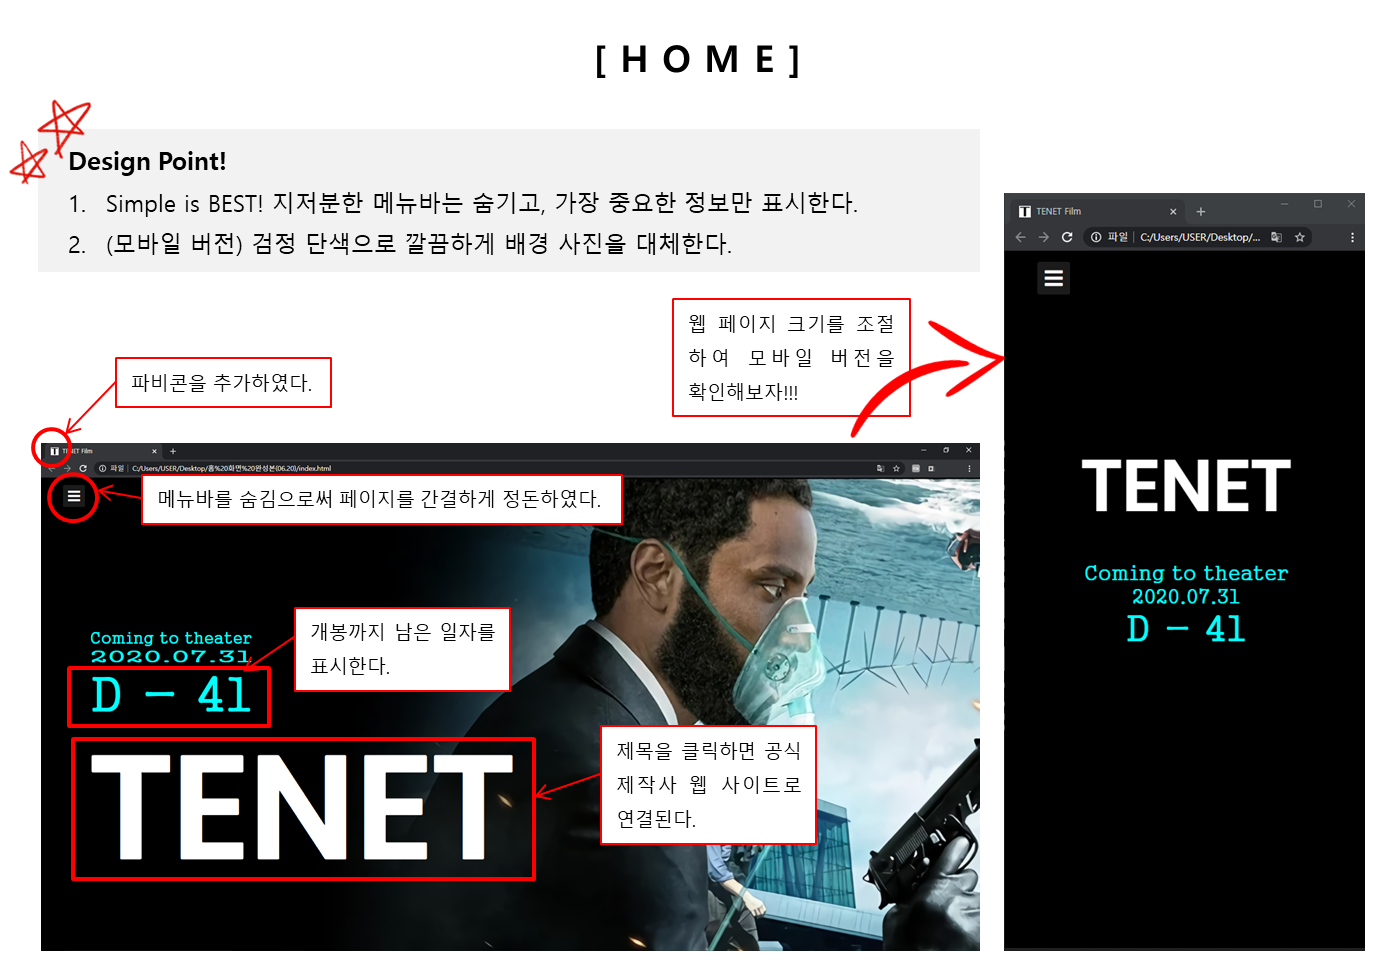 [ H O M E ]
Design Point!
1. Simple is BEST! 지저분한 메뉴바는 숨기고, 가장 중요한 정보만 표시한다.
2. (모바일 버전) 검정 단색으로 깔끔하게 배경 사진을 대체한다.
웹 페이지 크기를 조절
하여 모바일 버전을
확인해보자!!!
파비콘을 추가하였다.
T TENET Film
파일 C:/Users/USER/Desktop/홈%20화면%20완성본(06.20)/index.html
메뉴바를 숨김으로써 페이지를 간결하게 정돈하였다.
개봉까지 남은 일자를
표시한다.
Coming to theater
2020.07.31
D - 41
TENET
제목을 클릭하면 공식
제작사 웹 사이트로
연결된다.
T TENET Film
파일 C:/Users/USER/Desktop/...
TENET
Coming to theater
2020.07.31
D - 41